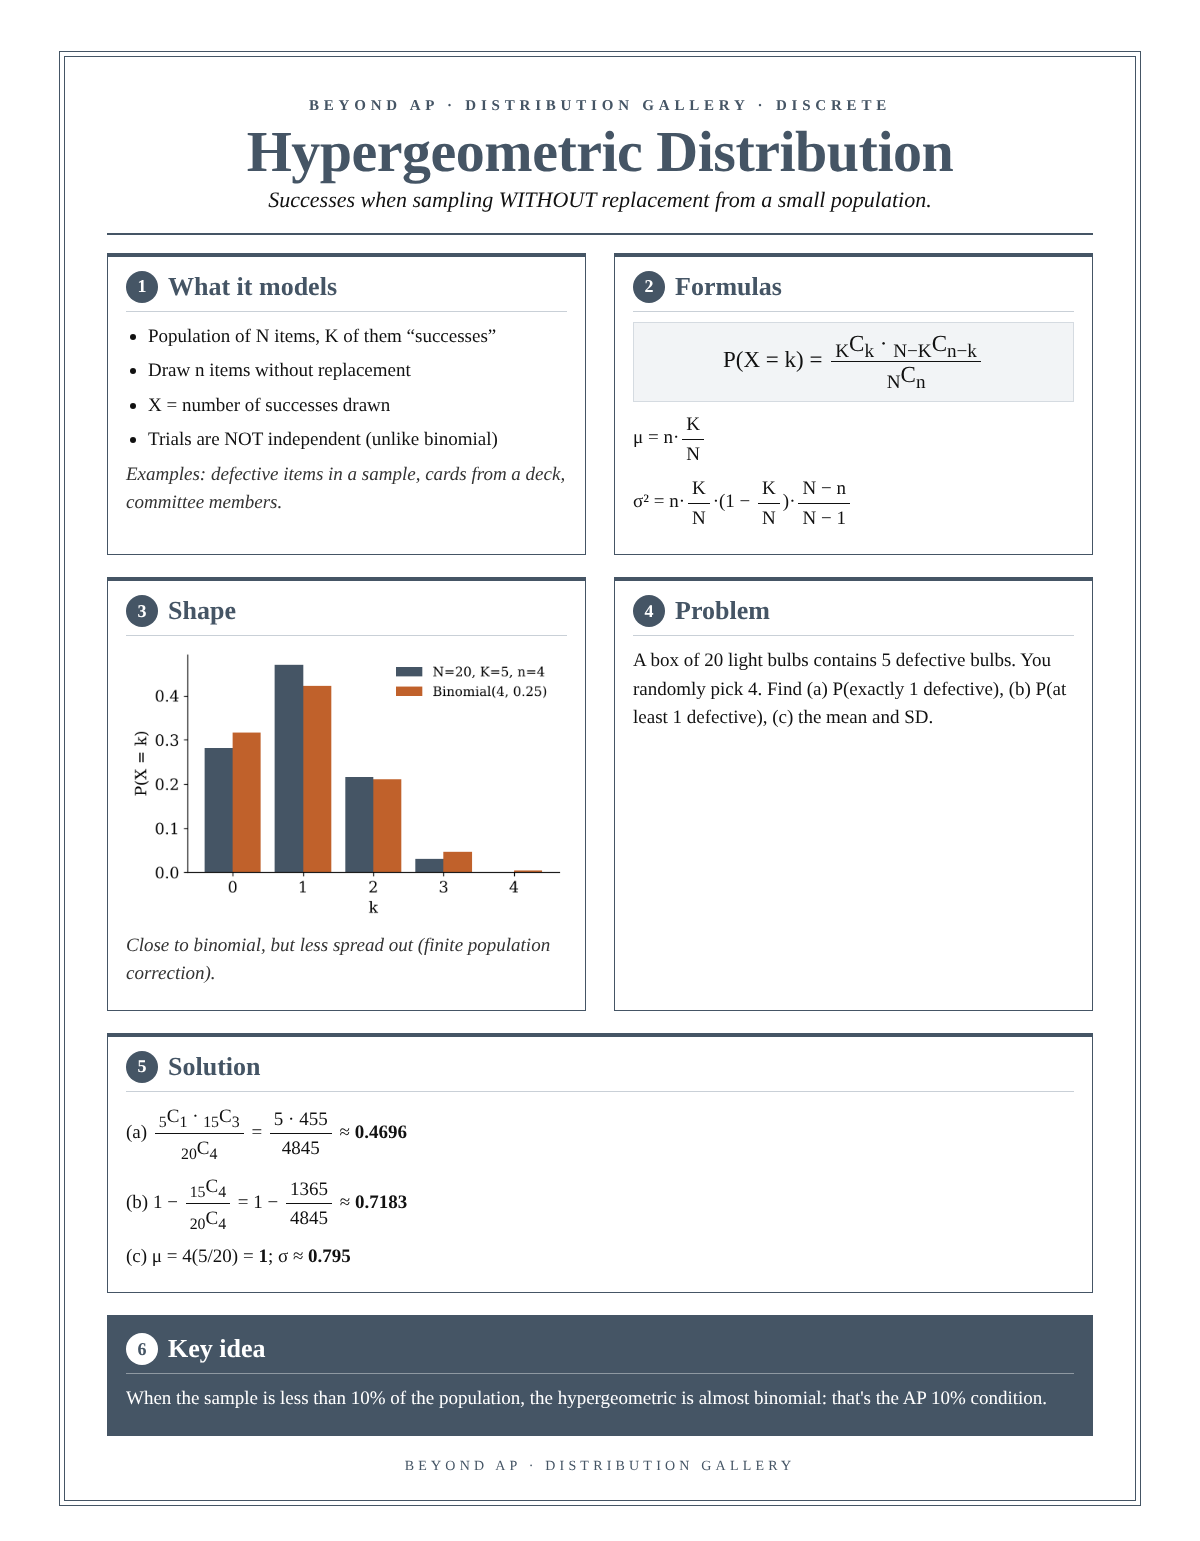 BEYOND AP · DISTRIBUTION GALLERY · DISCRETE
Hypergeometric Distribution
Successes when sampling WITHOUT replacement from a small population.
1 What it models
• Population of N items, K of them “successes”
• Draw n items without replacement
• X = number of successes drawn
• Trials are NOT independent (unlike binomial)
Examples: defective items in a sample, cards from a deck,
committee members.
2 Formulas
P(X = k) = KCk · N−KCn−k / NCn
μ = n· K/N
σ² = n· K/N ·(1 − K/N)· N − n / N − 1
3 Shape
N=20, K=5, n=4
Binomial(4, 0.25)
P(X = k)
0.4
0.3
0.2
0.1
0.0
0 1 2 3 4
k
Close to binomial, but less spread out (finite population
correction).
4 Problem
A box of 20 light bulbs contains 5 defective bulbs. You
randomly pick 4. Find (a) P(exactly 1 defective), (b) P(at
least 1 defective), (c) the mean and SD.
5 Solution
(a) 5C1 · 15C3 / 20C4 = 5 · 455 / 4845 ≈ 0.4696
(b) 1 − 15C4 / 20C4 = 1 − 1365 / 4845 ≈ 0.7183
(c) μ = 4(5/20) = 1; σ ≈ 0.795
6 Key idea
When the sample is less than 10% of the population, the hypergeometric is almost binomial: that's the AP 10% condition.
BEYOND AP · DISTRIBUTION GALLERY